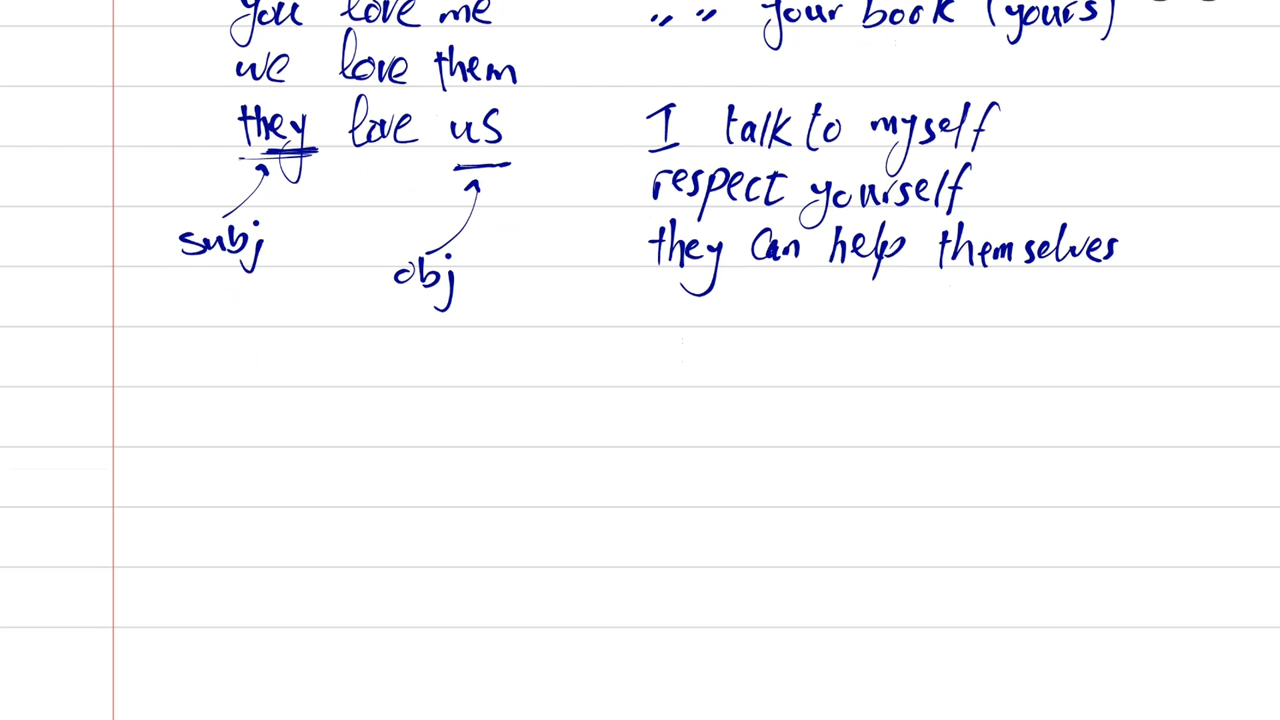 you love me
we love them
they love us
subj
obj
" " your book (yours)
I talk to myself
respect yourself
they can help themselves